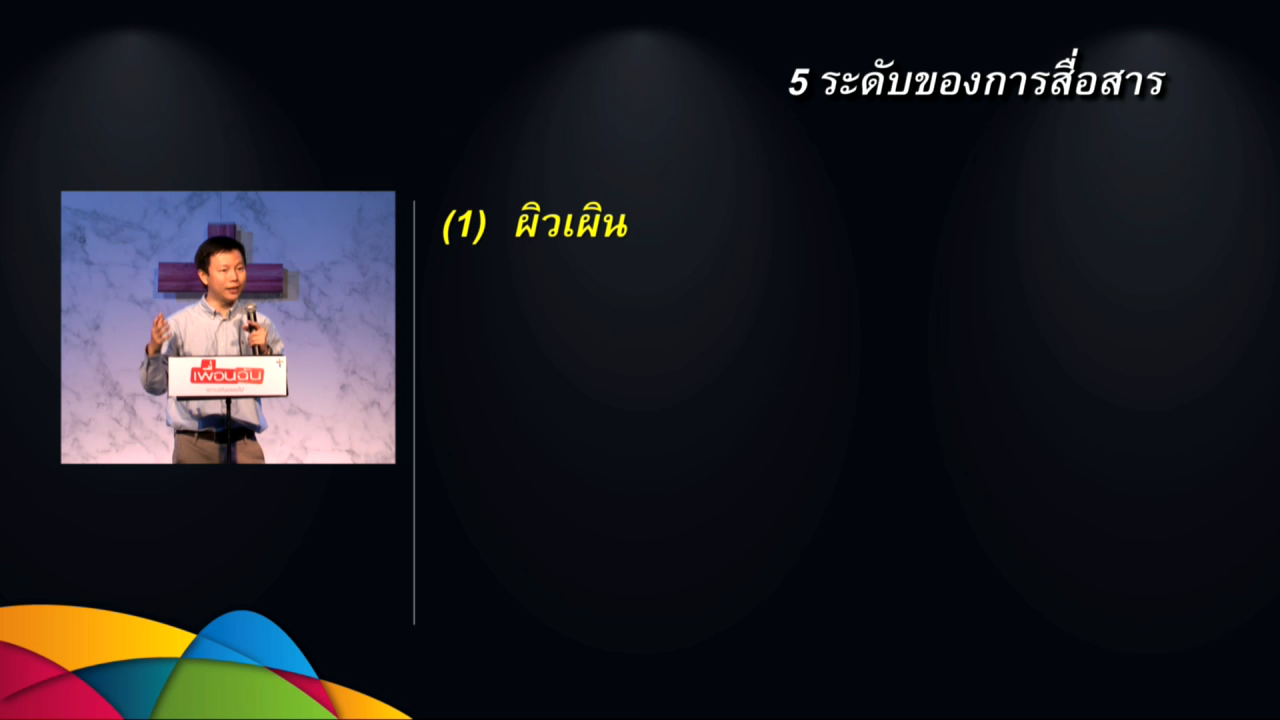 5 ระดับของการสื่อสาร
(1) ผิวเผิน
เพื่อนฉัน